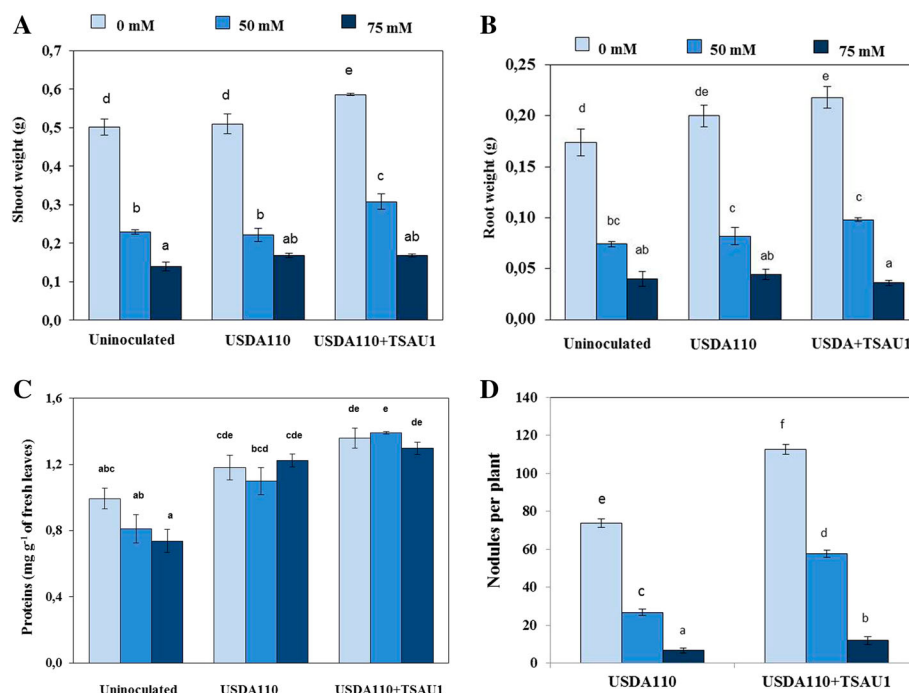 A
0 mM 50 mM 75 mM
Shoot weight (g)
0,7
0,6
0,5
0,4
0,3
0,2
0,1
0,0
d b a d b ab e c ab
Uninoculated USDA110 USDA110+TSAU1
B
0 mM 50 mM 75 mM
Root weight (g)
0,25
0,20
0,15
0,10
0,05
0,00
d bc ab de c ab e c a
Uninoculated USDA110 USDA+TSAU1
C
Proteins (mg g-1 of fresh leaves)
1,6
1,2
0,8
0,4
0,0
abc ab a cde bcd cde de e de
Uninoculated USDA110 USDA110+TSAU1
D
Nodules per plant
140
120
100
80
60
40
20
0
e c a f d b
USDA110 USDA110+TSAU1